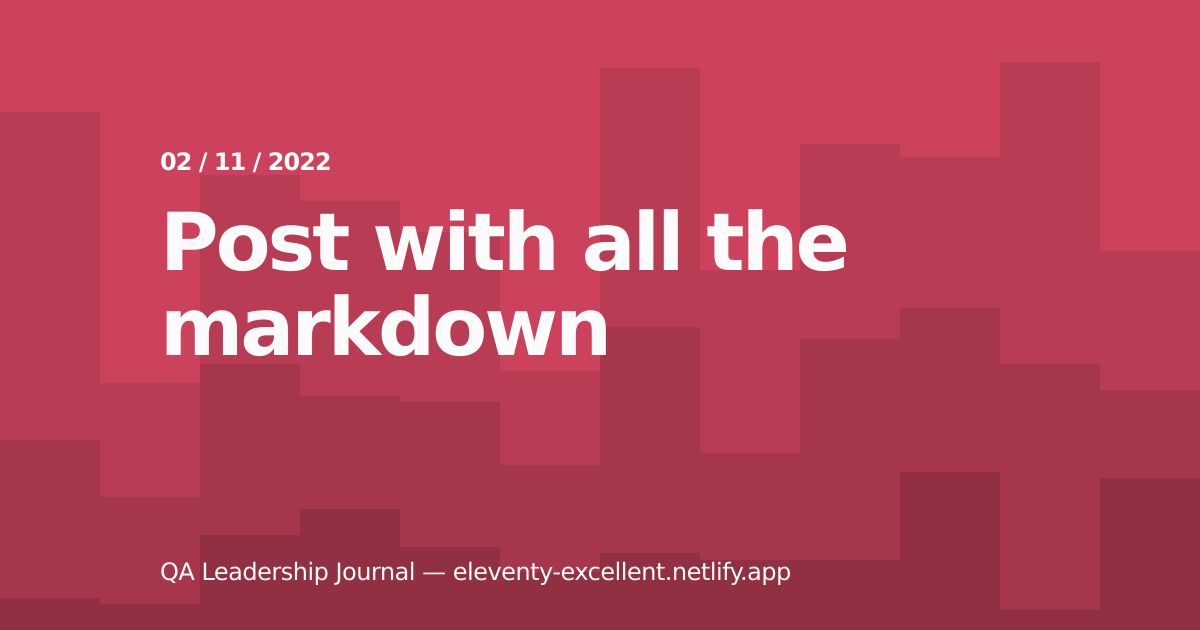 02 / 11 / 2022
Post with all the
markdown
QA Leadership Journal — eleventy-excellent.netlify.app